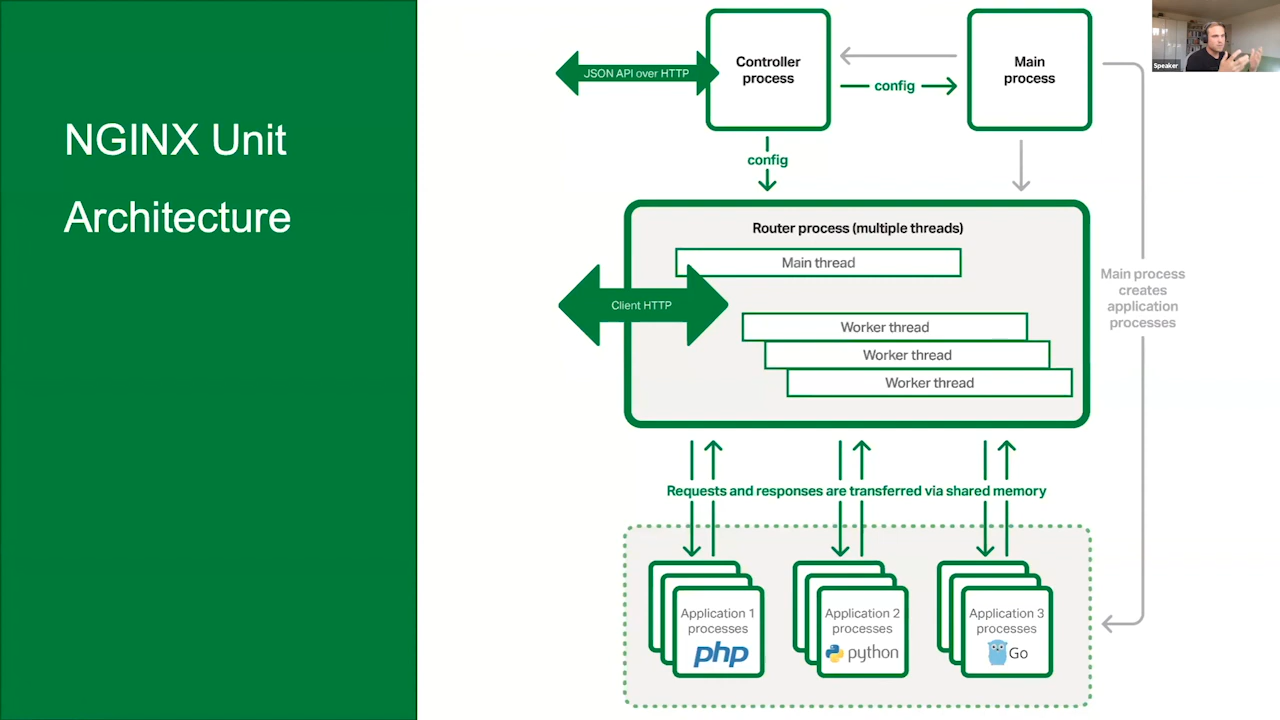 NGINX Unit
Architecture
JSON API over HTTP
Controller
process
config
Main
process
Speaker
config
Router process (multiple threads)
Main thread
Client HTTP
Worker thread
Worker thread
Worker thread
Main process
creates
application
processes
Requests and responses are transferred via shared memory
Application 1
processes
php
Application 2
processes
python
Application 3
processes
Go